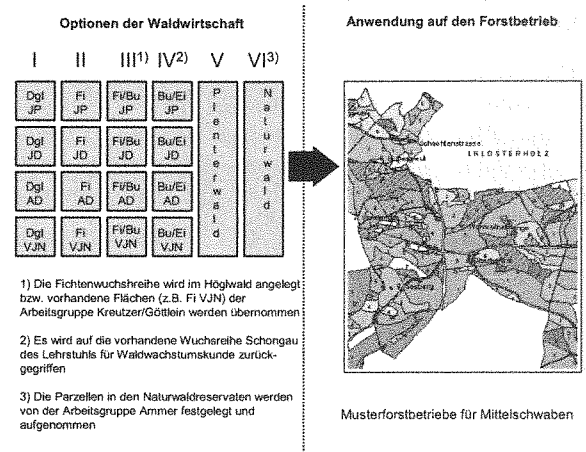 Optionen der Waldwirtschaft
I II III1) IV2) V VI3)
Dgl JP
Fi JP
Fi/Bu JP
Bu/Ei JP
Dgl JD
Fi JD
Fi/Bu JD
Bu/Ei JD
Dgl AD
Fi AD
Fi/Bu AD
Bu/Ei AD
Dgl VJN
Fi VJN
Fi/Bu VJN
Bu/Ei VJN
Plenterwald
Naturwald
1) Die Fichtenwuchshreihe wird im Höglwald angelegt
bzw. vorhandene Flächen (z.B. Fi VJN) der
Arbeitsgruppe Kreutzer/Göttlein werden übernommen
2) Es wird auf die vorhandene Wuchsreihe Schongau
des Lehrstuhls für Waldwachstumskunde zurück-
gegriffen
3) Die Parzellen in den Naturwaldreservaten werden
von der Arbeitsgruppe Ammer festgelegt und
aufgenommen
Anwendung auf den Forstbetrieb
KLOSTERHOLZ
Musterforstbetriebe für Mittelschwaben